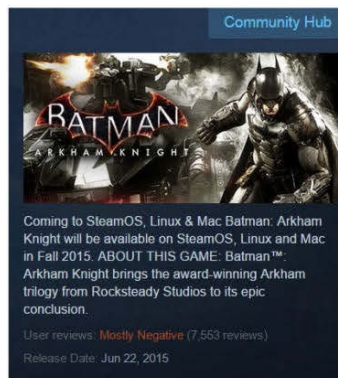 Community Hub
BATMAN
ARKHAM KNIGHT
Coming to SteamOS, Linux & Mac Batman: Arkham
Knight will be available on SteamOS, Linux and Mac
in Fall 2015. ABOUT THIS GAME: Batman™:
Arkham Knight brings the award-winning Arkham
trilogy from Rocksteady Studios to its epic
conclusion.
User reviews: Mostly Negative (7,553 reviews)
Release Date: Jun 22, 2015